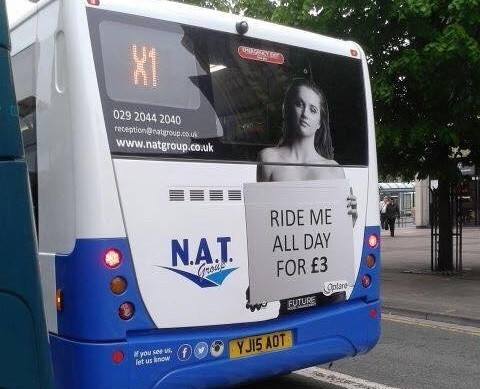 X1
EMERGENCY EXIT
029 2044 2040
reception@natgroup.co.uk
www.natgroup.co.uk
RIDE ME
ALL DAY
FOR £3
N.A.T.
Group
Optare
FUTURE
If you see us,
let us know
YJ15 AOT